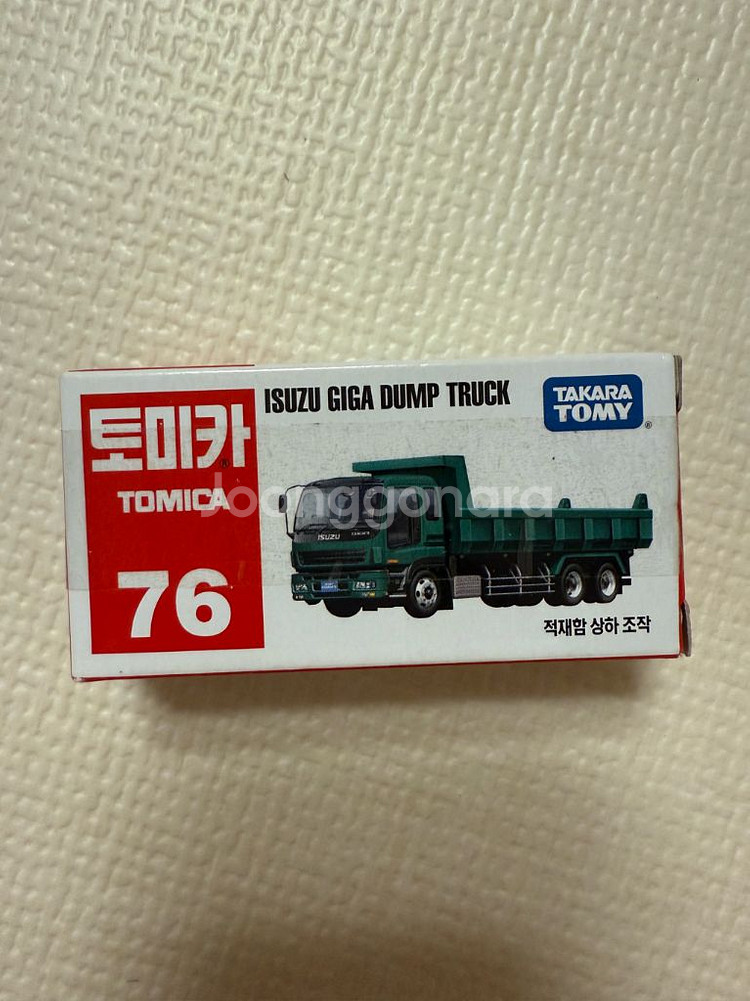 ISUZU GIGA DUMP TRUCK
TAKARA
TOMY
®
토미카®
TOMICA
Joonggonara
ISUZU
76
적재함 상하 조작